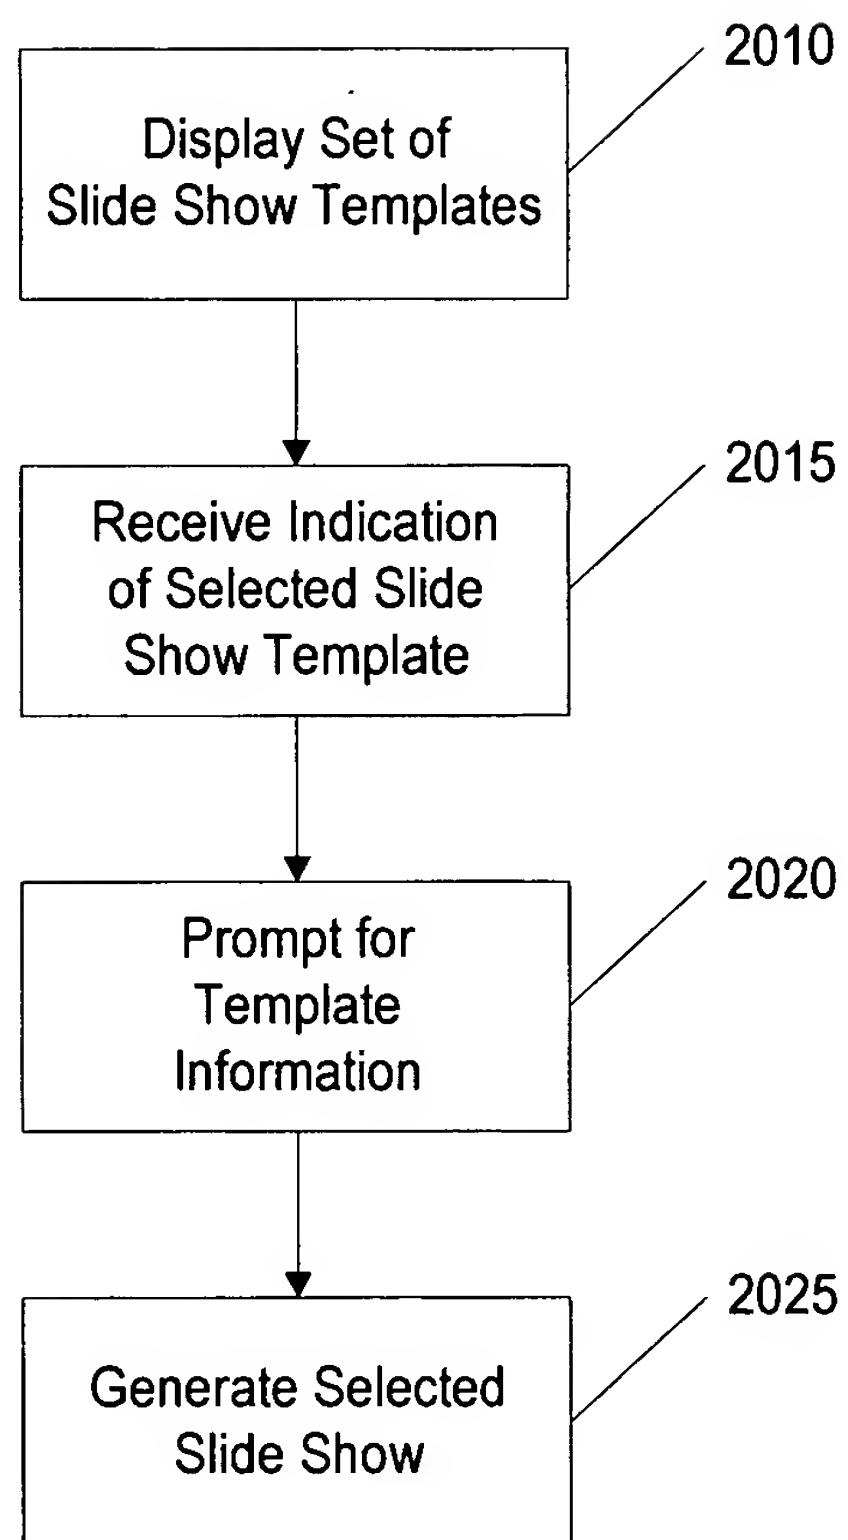 2010
Display Set of
Slide Show Templates
2015
Receive Indication
of Selected Slide
Show Template
2020
Prompt for
Template
Information
2025
Generate Selected
Slide Show